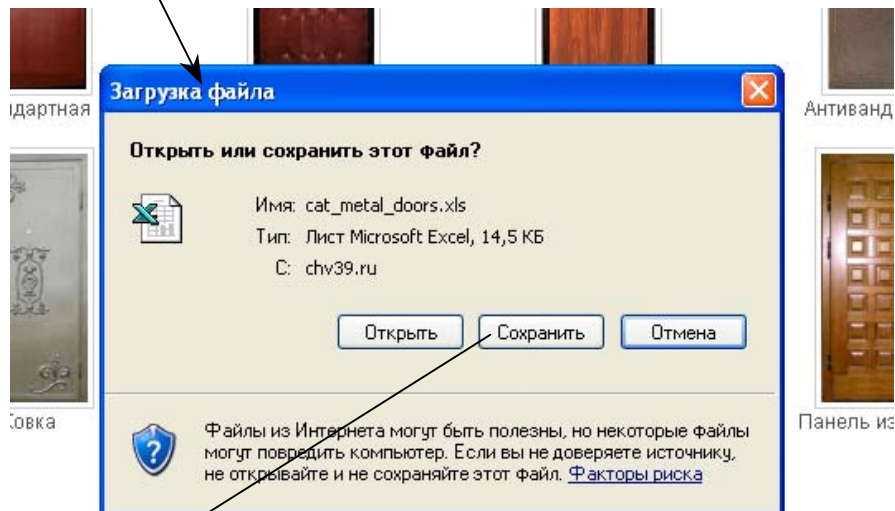 Загрузка файла
дартная
Антиванд
Открыть или сохранить этот файл?
Имя: cat_metal_doors.xls
Тип: Лист Microsoft Excel, 14,5 КБ
С: chv39.ru
Открыть Сохранить Отмена
овка
Панель из
Файлы из Интернета могут быть полезны, но некоторые файлы
могут повредить компьютер. Если вы не доверяете источнику,
не открывайте и не сохраняйте этот файл. Факторы риска